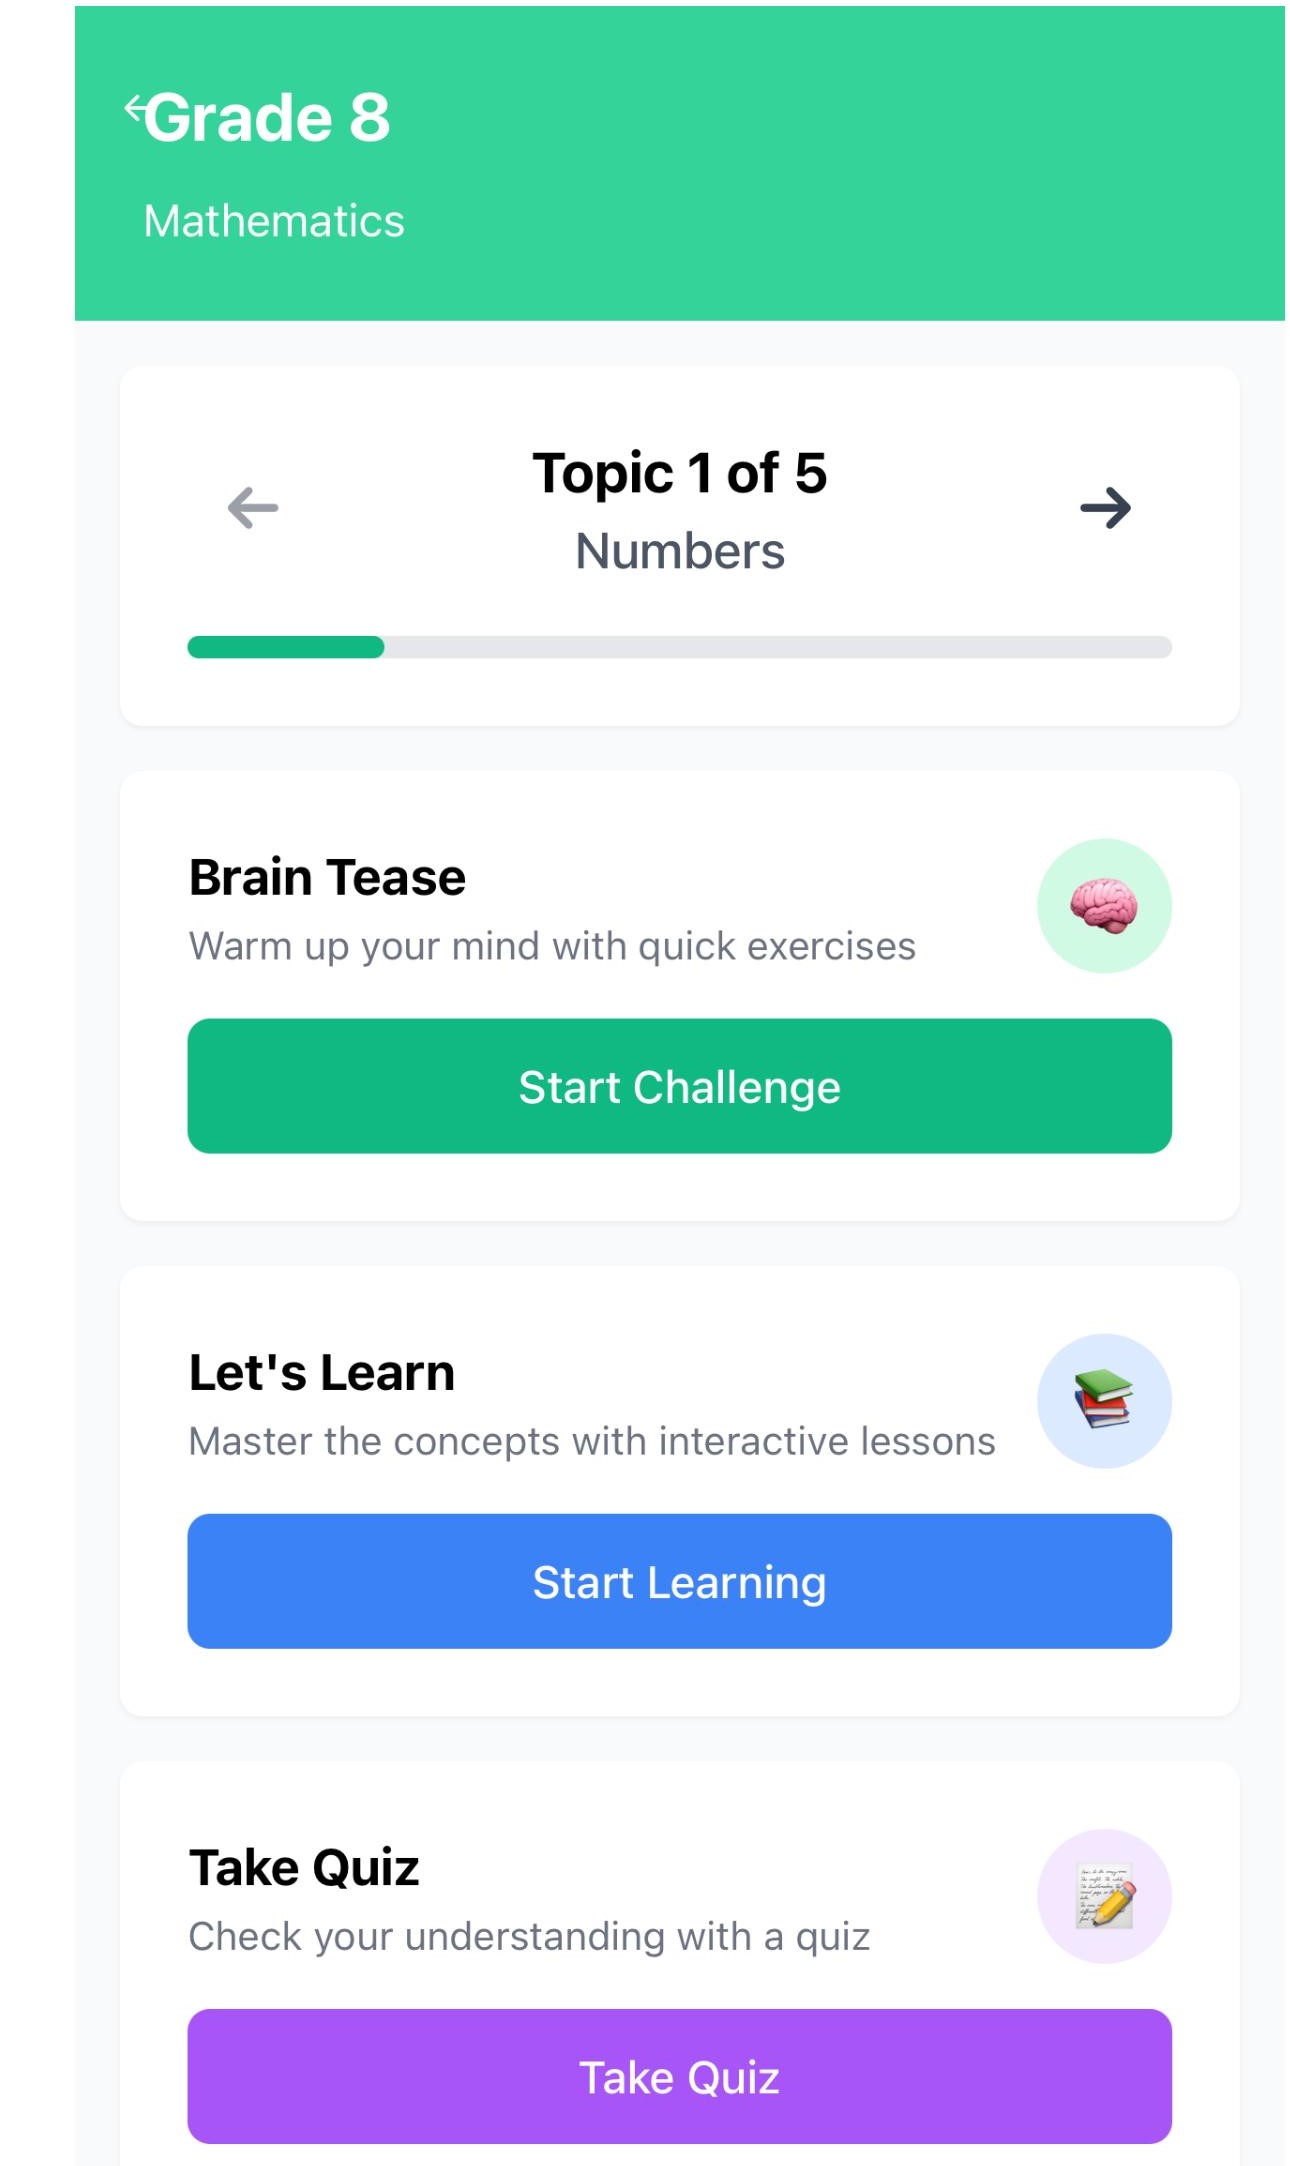 Grade 8
Mathematics
Topic 1 of 5
Numbers
Brain Tease
Warm up your mind with quick exercises
Start Challenge
Let's Learn
Master the concepts with interactive lessons
Start Learning
Take Quiz
Check your understanding with a quiz
Take Quiz